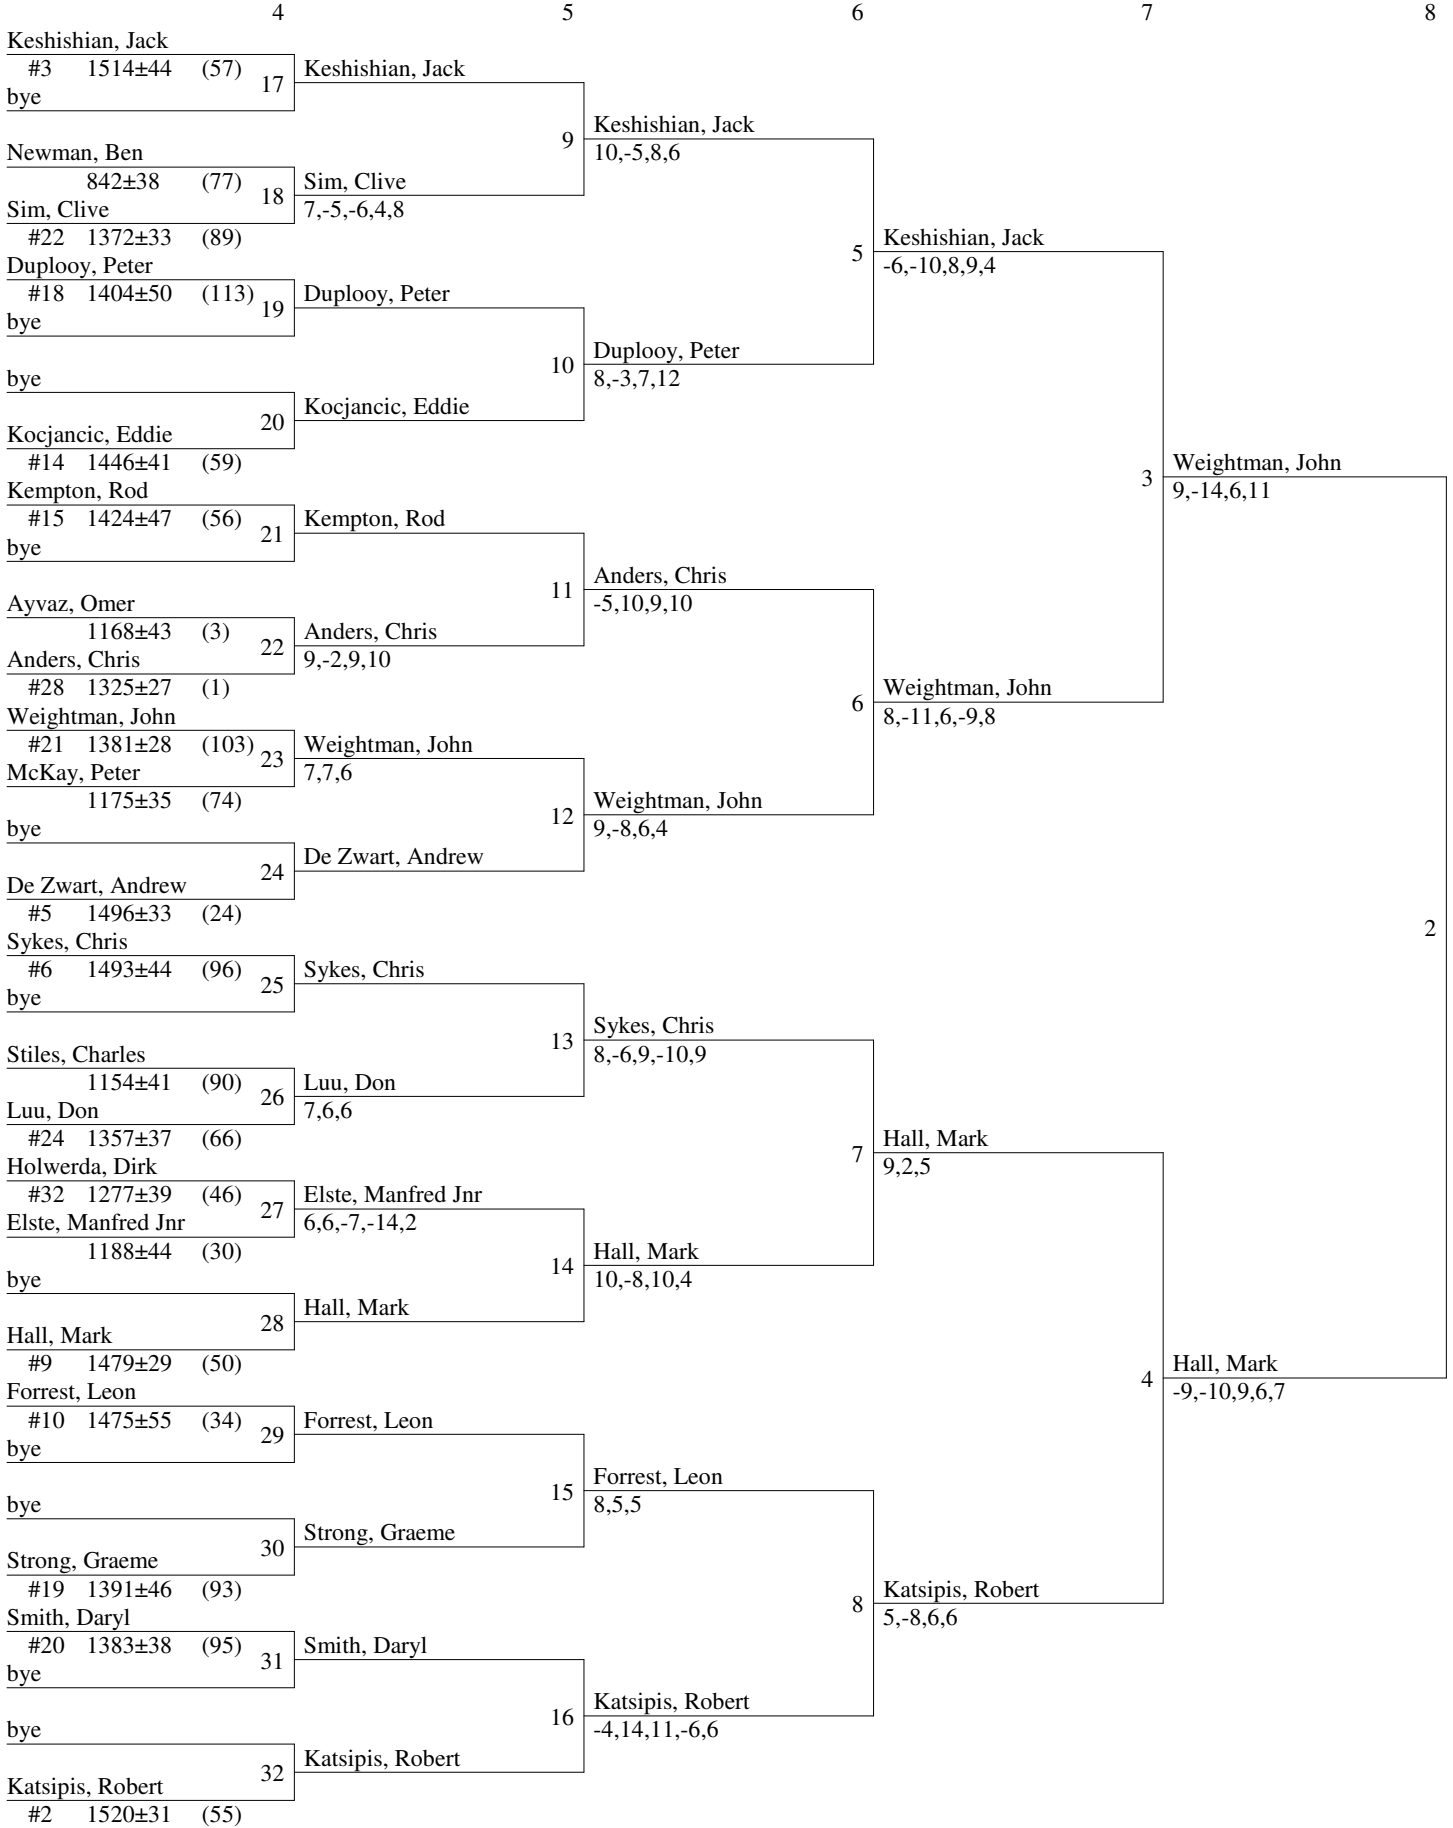 4 5 6 7 8
Keshishian, Jack
#3 1514±44 (57)
17
Keshishian, Jack
bye
9
Keshishian, Jack
10,-5,8,6
Newman, Ben
842±38 (77)
18
Sim, Clive
7,-5,-6,4,8
Sim, Clive
#22 1372±33 (89)
5
Keshishian, Jack
-6,-10,8,9,4
Duplooy, Peter
#18 1404±50 (113)
19
Duplooy, Peter
bye
10
Duplooy, Peter
8,-3,7,12
bye
20
Kocjancic, Eddie
Kocjancic, Eddie
#14 1446±41 (59)
3
Weightman, John
9,-14,6,11
Kempton, Rod
#15 1424±47 (56)
21
Kempton, Rod
bye
11
Anders, Chris
-5,10,9,10
Ayvaz, Omer
1168±43 (3)
22
Anders, Chris
9,-2,9,10
Anders, Chris
#28 1325±27 (1)
6
Weightman, John
8,-11,6,-9,8
Weightman, John
#21 1381±28 (103)
23
Weightman, John
7,7,6
McKay, Peter
1175±35 (74)
12
Weightman, John
9,-8,6,4
bye
24
De Zwart, Andrew
De Zwart, Andrew
#5 1496±33 (24)
2
Sykes, Chris
#6 1493±44 (96)
25
Sykes, Chris
bye
13
Sykes, Chris
8,-6,9,-10,9
Stiles, Charles
1154±41 (90)
26
Luu, Don
7,6,6
Luu, Don
#24 1357±37 (66)
7
Hall, Mark
9,2,5
Holwerda, Dirk
#32 1277±39 (46)
27
Elste, Manfred Jnr
6,6,-7,-14,2
Elste, Manfred Jnr
1188±44 (30)
14
Hall, Mark
10,-8,10,4
bye
28
Hall, Mark
Hall, Mark
#9 1479±29 (50)
4
Hall, Mark
-9,-10,9,6,7
Forrest, Leon
#10 1475±55 (34)
29
Forrest, Leon
bye
15
Forrest, Leon
8,5,5
bye
30
Strong, Graeme
Strong, Graeme
#19 1391±46 (93)
8
Katsipis, Robert
5,-8,6,6
Smith, Daryl
#20 1383±38 (95)
31
Smith, Daryl
bye
16
Katsipis, Robert
-4,14,11,-6,6
bye
32
Katsipis, Robert
Katsipis, Robert
#2 1520±31 (55)